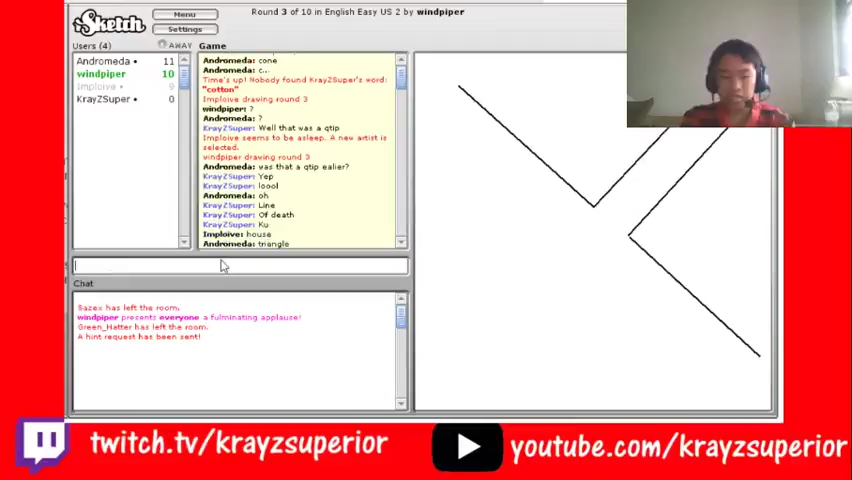 iSketch
Menu
Settings
Round 3 of 10 in English Easy US 2 by windpiper
Users (4)
AWAY
Game
Andromeda • 11
windpiper 10
Imploive • 9
KrayZSuper • 0
Andromeda: cone
Andromeda: c...
Time's up! Nobody found KrayZSuper's word:
"cotton"
Imploive drawing round 3
windpiper: ?
Andromeda: ?
KrayZSuper: Well that was a qtip
Imploive seems to be asleep. A new artist is
selected.
windpiper drawing round 3
Andromeda: was that a qtip ealier?
KrayZSuper: Yep
KrayZSuper: loool
Andromeda: oh
KrayZSuper: Line
KrayZSuper: Of death
KrayZSuper: Ku
Imploive: house
Andromeda: triangle
Chat
Sazex has left the room.
windpiper presents everyone a fulminating applause!
Green_Hatter has left the room.
A hint request has been sent!
twitch.tv/krayzsuperior
youtube.com/krayzsuperior